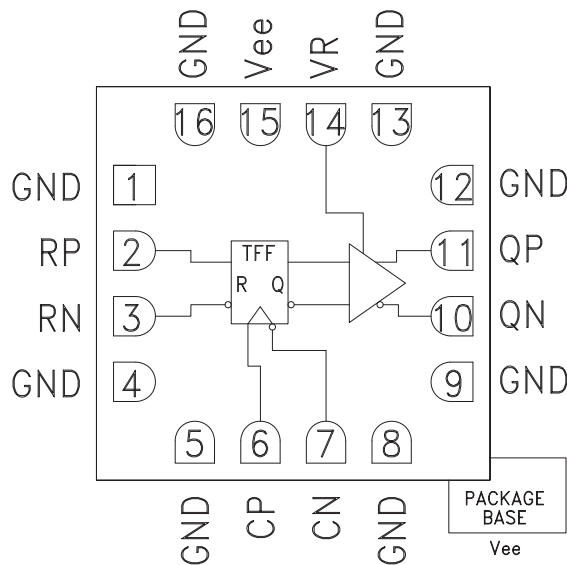 GND Vee VR GND
16 15 14 13
GND 1 12 GND
RP 2 TFF 11 QP
R Q
RN 3 10 QN
GND 4 9 GND
5 6 7 8
GND CP CN GND
PACKAGE
BASE
Vee